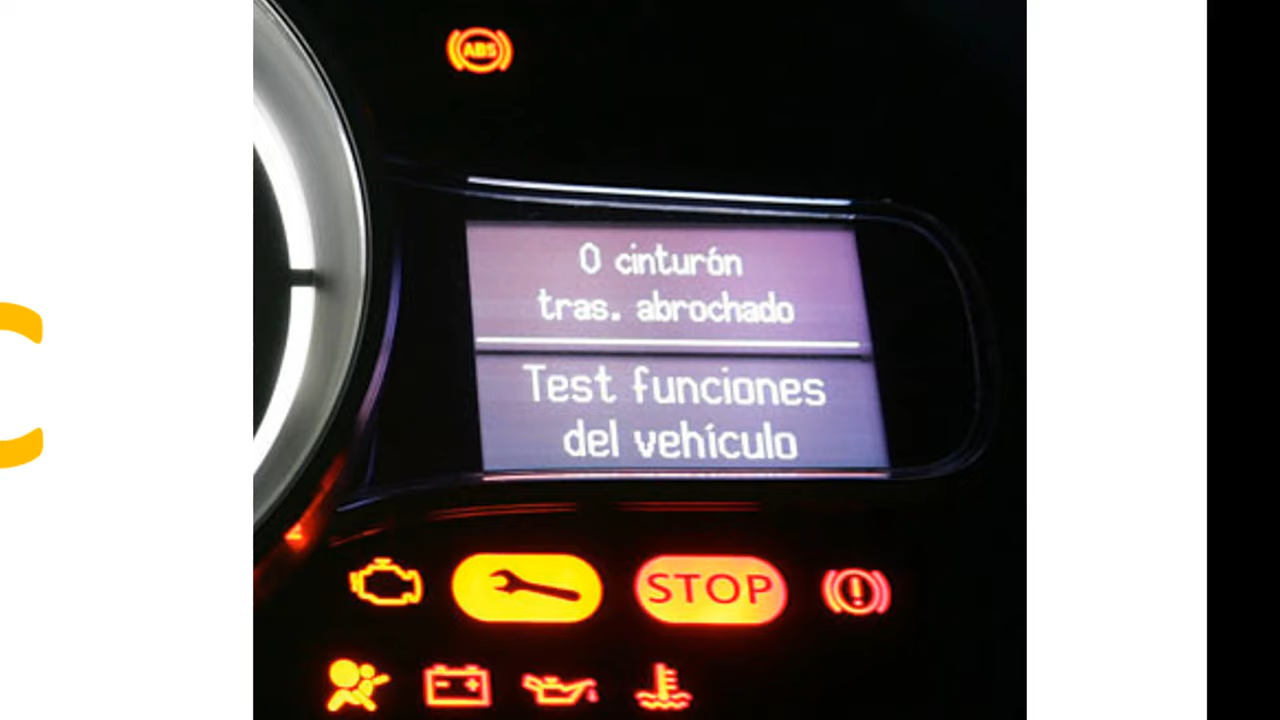 ABS
0 cinturón
tras. abrochado
Test funciones
del vehículo
STOP